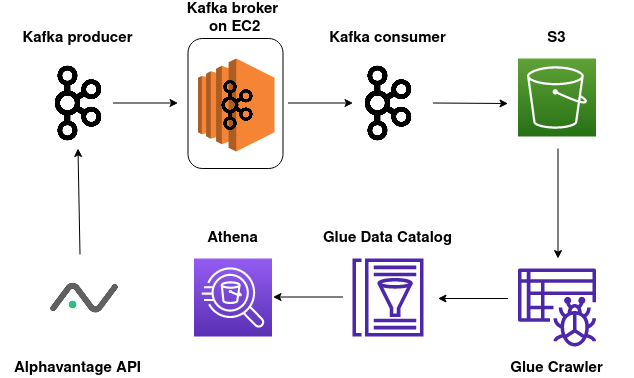 Kafka producer
Kafka broker
on EC2
Kafka consumer
S3
Athena
Glue Data Catalog
Alphavantage API
Glue Crawler